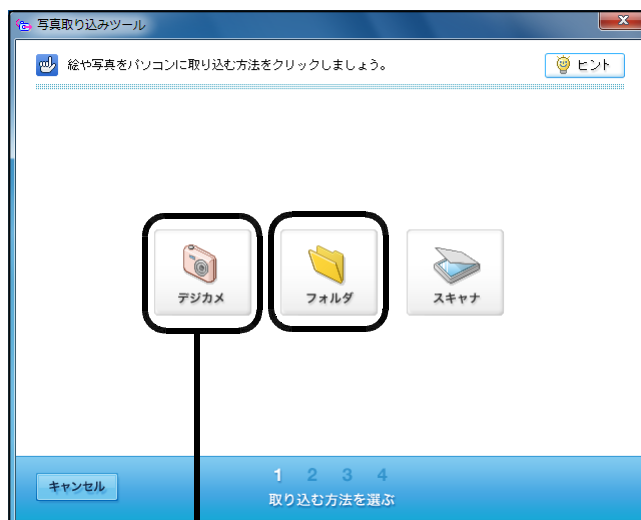 写真取り込みツール
絵や写真をパソコンに取り込む方法をクリックしましょう。
ヒント
デジカメ
フォルダ
スキャナ
キャンセル
1 2 3 4
取り込む方法を選ぶ